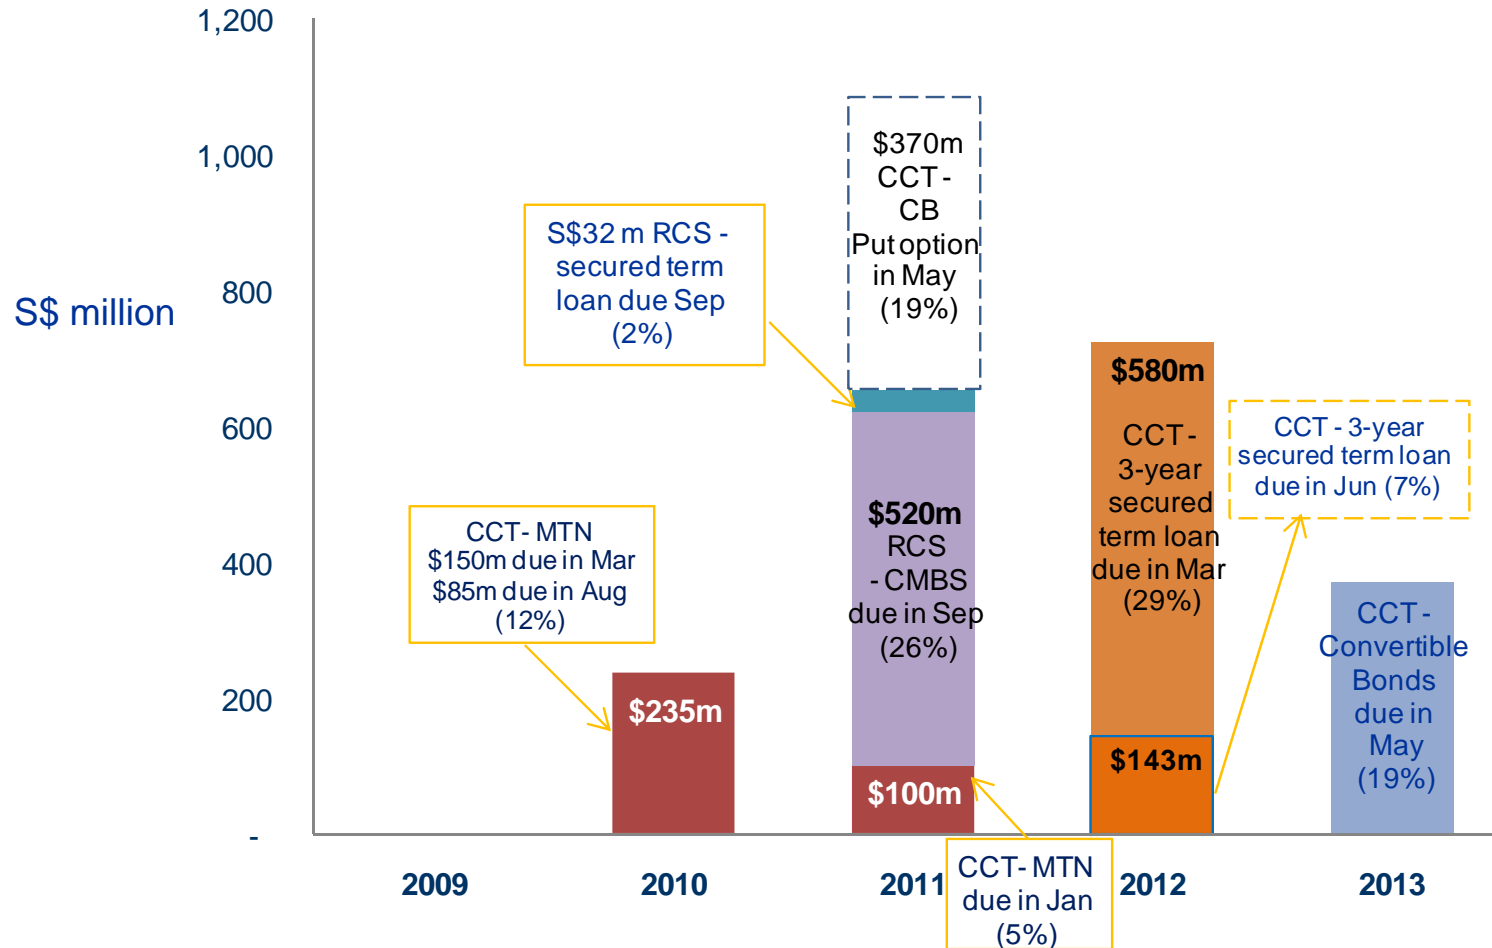 S$ million
1,200
1,000
800
600
400
200
-
CCT- MTN
$150m due in Mar
$85m due in Aug
(12%)
$235m
S$32 m RCS -
secured term
loan due Sep
(2%)
$370m
CCT -
CB
Put option
in May
(19%)
$520m
RCS
- CMBS
due in Sep
(26%)
$100m
CCT- MTN
due in Jan
(5%)
$580m
CCT -
3-year
secured
term loan
due in Mar
(29%)
$143m
CCT - 3-year
secured term loan
due in Jun (7%)
CCT -
Convertible
Bonds
due in
May
(19%)
2009
2010
2011
2012
2013